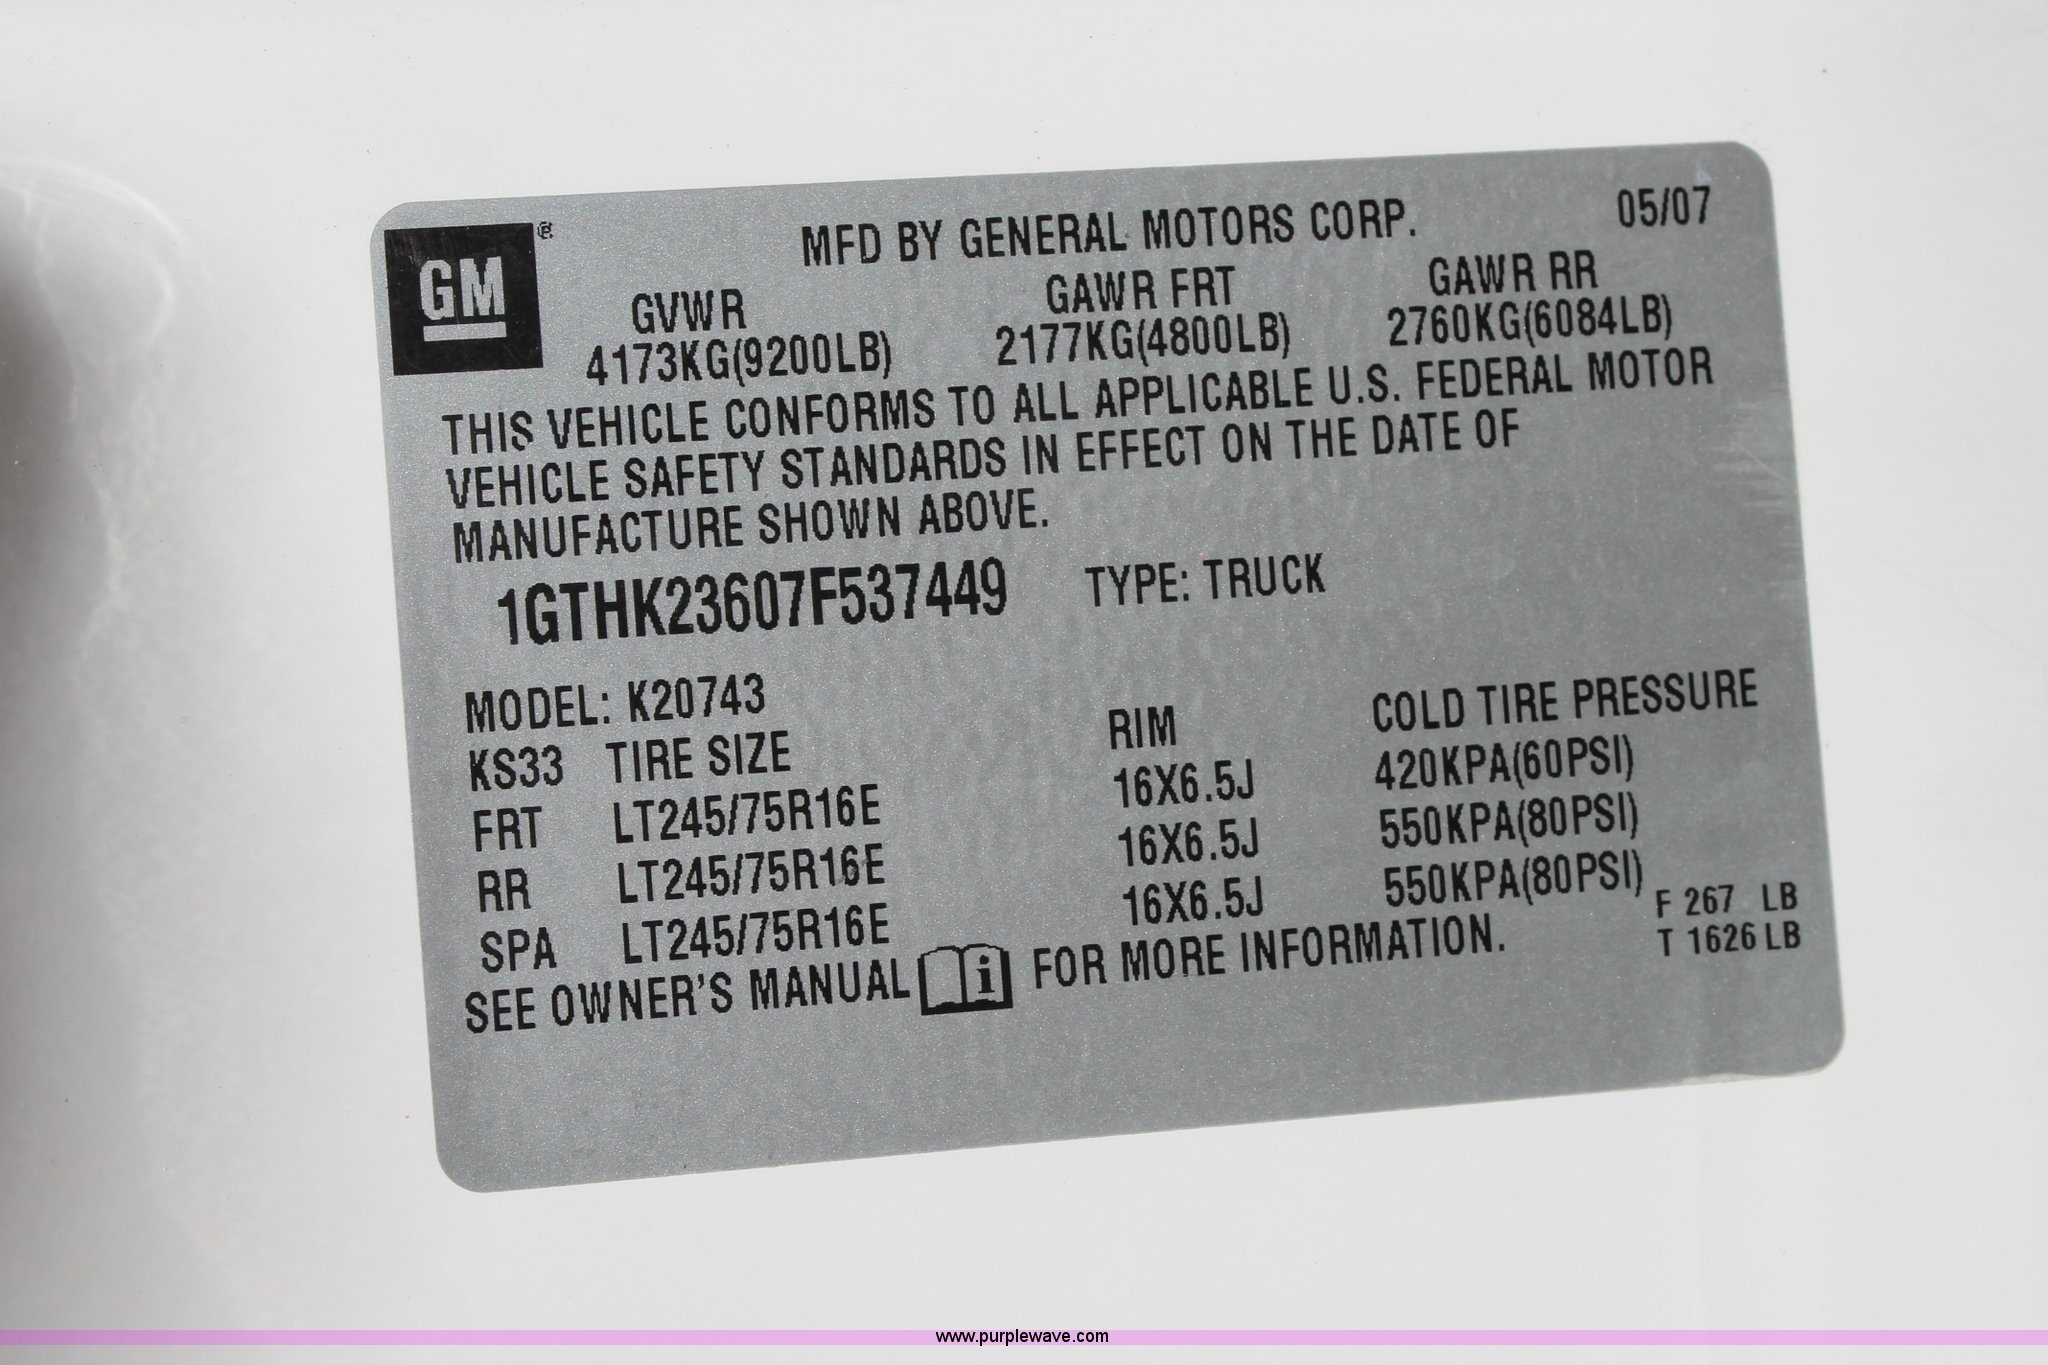 MFD BY GENERAL MOTORS CORP. 05/07
GM ®
GVWR GAWR FRT GAWR RR
4173KG(9200LB) 2177KG(4800LB) 2760KG(6084LB)
THIS VEHICLE CONFORMS TO ALL APPLICABLE U.S. FEDERAL MOTOR
VEHICLE SAFETY STANDARDS IN EFFECT ON THE DATE OF
MANUFACTURE SHOWN ABOVE.
1GTHK23607F537449 TYPE: TRUCK
MODEL: K20743
KS33 TIRE SIZE RIM COLD TIRE PRESSURE
FRT LT245/75R16E 16X6.5J 420KPA(60PSI)
RR LT245/75R16E 16X6.5J 550KPA(80PSI)
SPA LT245/75R16E 16X6.5J 550KPA(80PSI)
F 267 LB
T 1626 LB
SEE OWNER'S MANUAL i FOR MORE INFORMATION.
www.purplewave.com